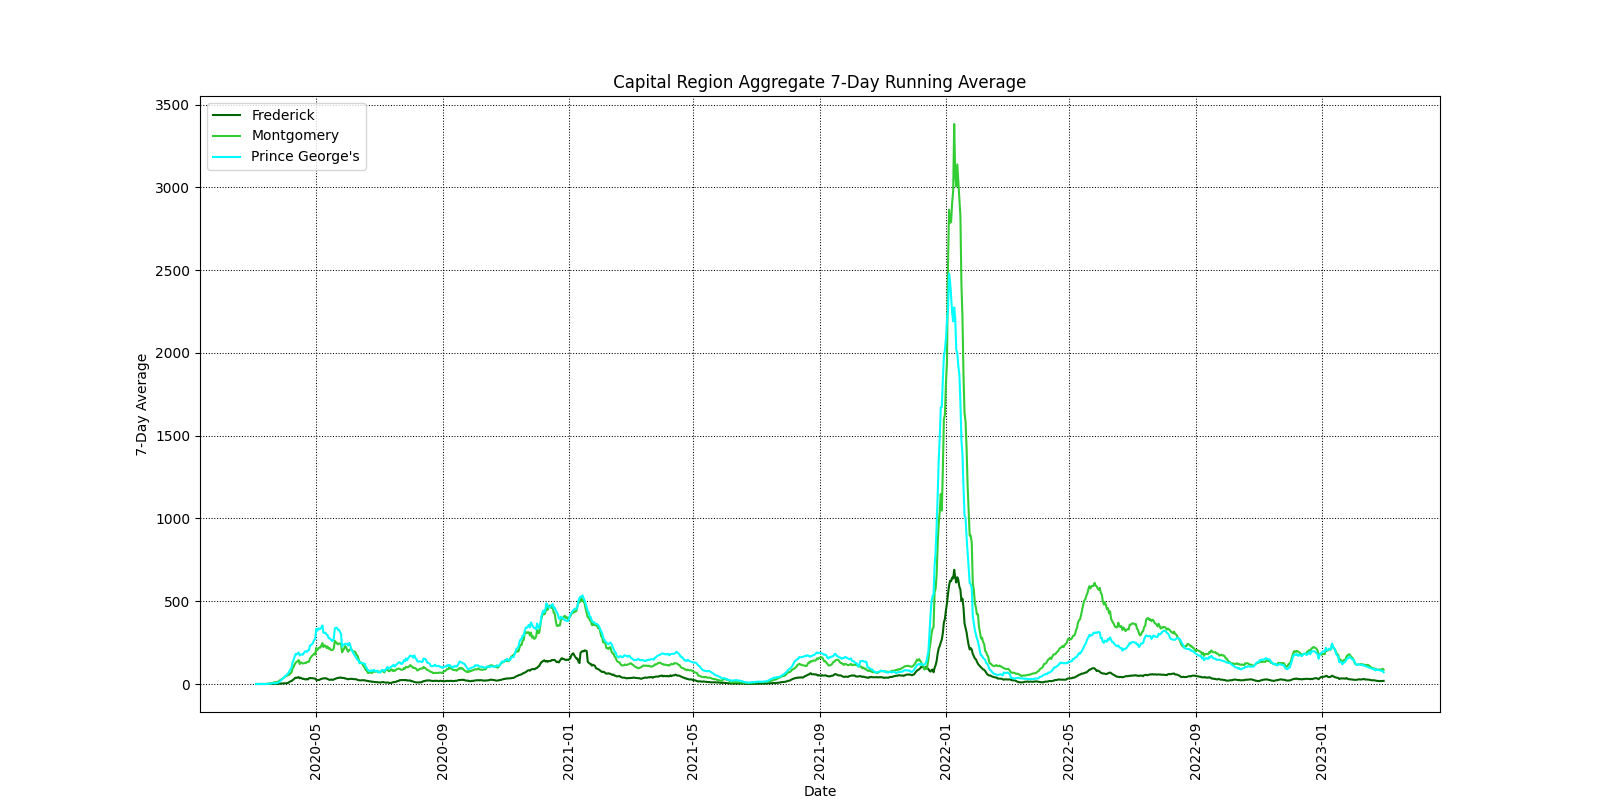 Capital Region Aggregate 7-Day Running Average
Frederick
Montgomery
Prince George's
3500
3000
2500
2000
1500
1000
500
0
7-Day Average
2020-05
2020-09
2021-01
2021-05
2021-09
2022-01
2022-05
2022-09
2023-01
Date